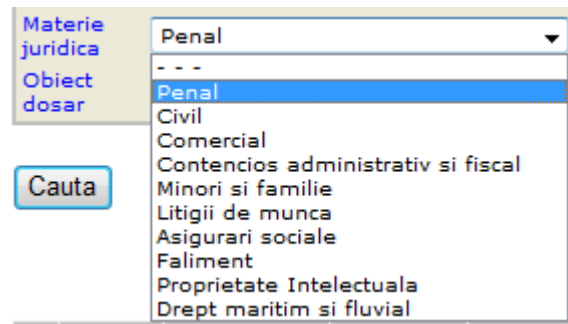 Materie
juridica
Penal
Obiect
dosar
- - -
Penal
Civil
Comercial
Contencios administrativ si fiscal
Minori si familie
Litigii de munca
Asigurari sociale
Faliment
Proprietate Intelectuala
Drept maritim si fluvial
Cauta